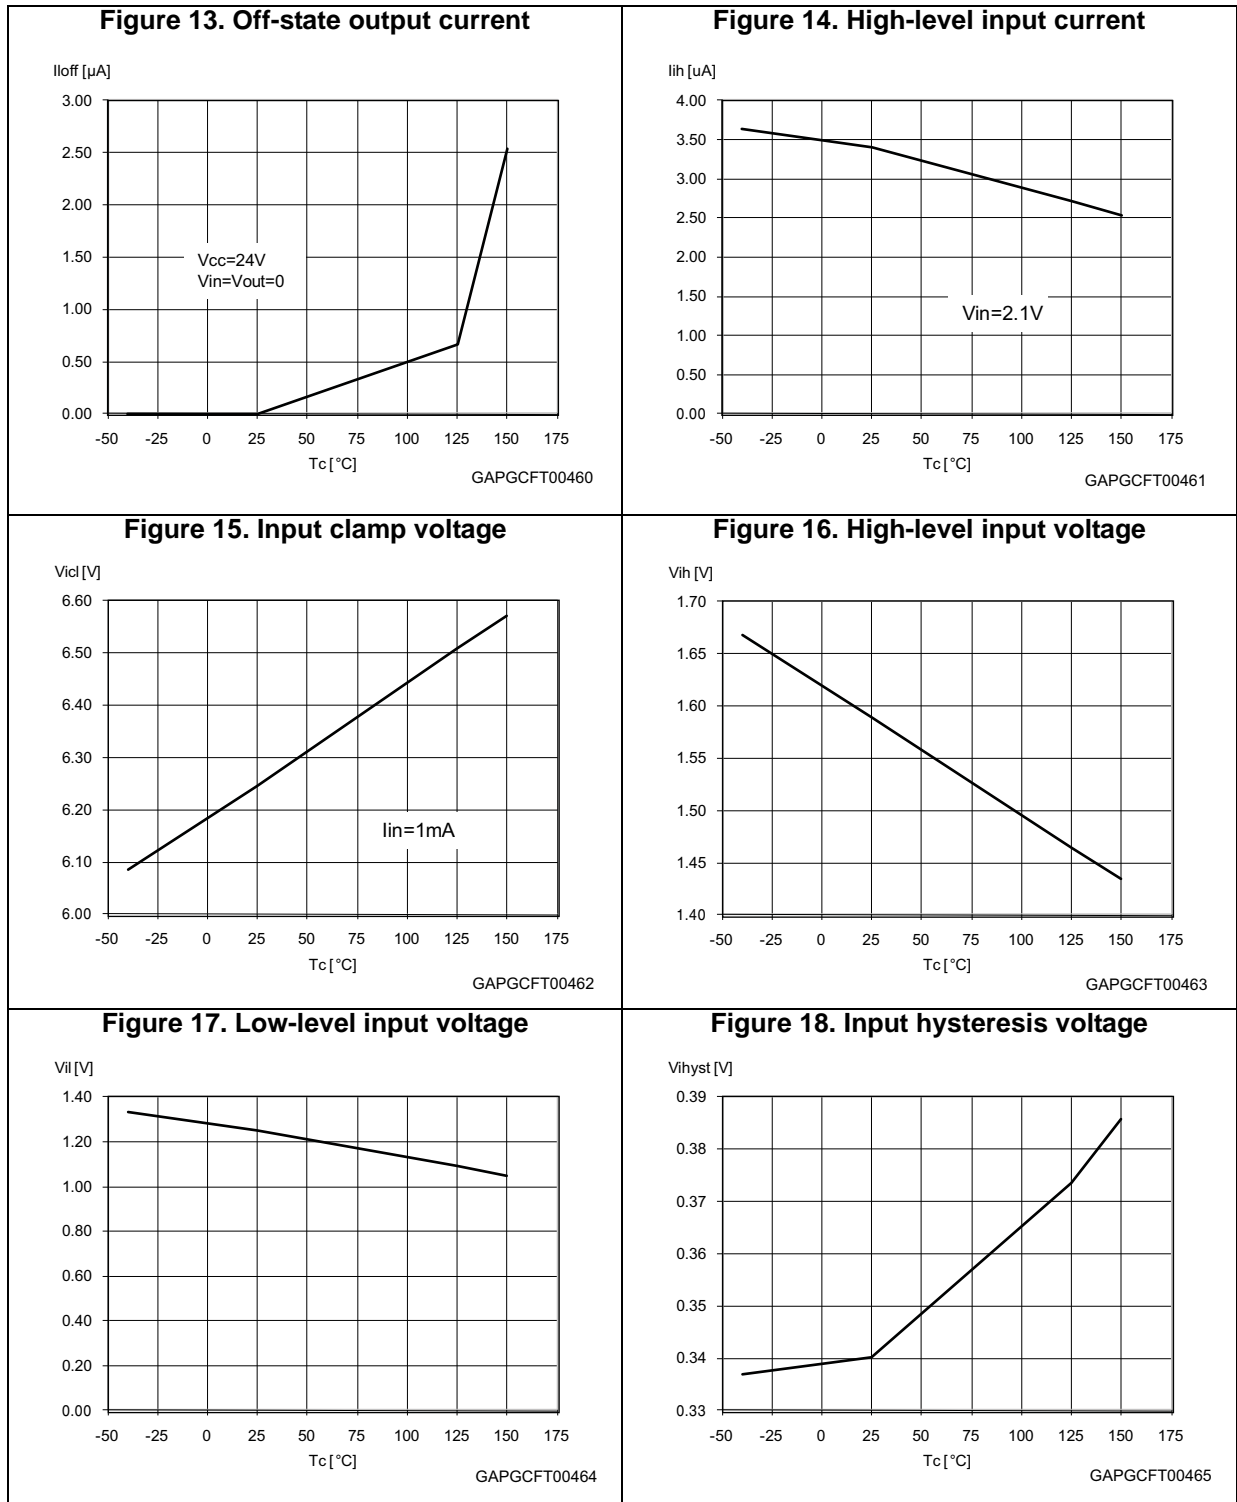 Figure 13. Off-state output current
Iloff [µA]
3.00
2.50
2.00
1.50
1.00
0.50
0.00
Vcc=24V
Vin=Vout=0
-50 -25 0 25 50 75 100 125 150 175
Tc [°C]
GAPGCFT00460
Figure 14. High-level input current
Iih [uA]
4.00
3.50
3.00
2.50
2.00
1.50
1.00
0.50
0.00
Vin=2.1V
-50 -25 0 25 50 75 100 125 150 175
Tc [°C]
GAPGCFT00461
Figure 15. Input clamp voltage
Vicl [V]
6.60
6.50
6.40
6.30
6.20
6.10
6.00
Iin=1mA
-50 -25 0 25 50 75 100 125 150 175
Tc [°C]
GAPGCFT00462
Figure 16. High-level input voltage
Vih [V]
1.70
1.65
1.60
1.55
1.50
1.45
1.40
-50 -25 0 25 50 75 100 125 150 175
Tc [°C]
GAPGCFT00463
Figure 17. Low-level input voltage
Vil [V]
1.40
1.20
1.00
0.80
0.60
0.40
0.20
0.00
-50 -25 0 25 50 75 100 125 150 175
Tc [°C]
GAPGCFT00464
Figure 18. Input hysteresis voltage
Vihyst [V]
0.39
0.38
0.37
0.36
0.35
0.34
0.33
-50 -25 0 25 50 75 100 125 150 175
Tc [°C]
GAPGCFT00465